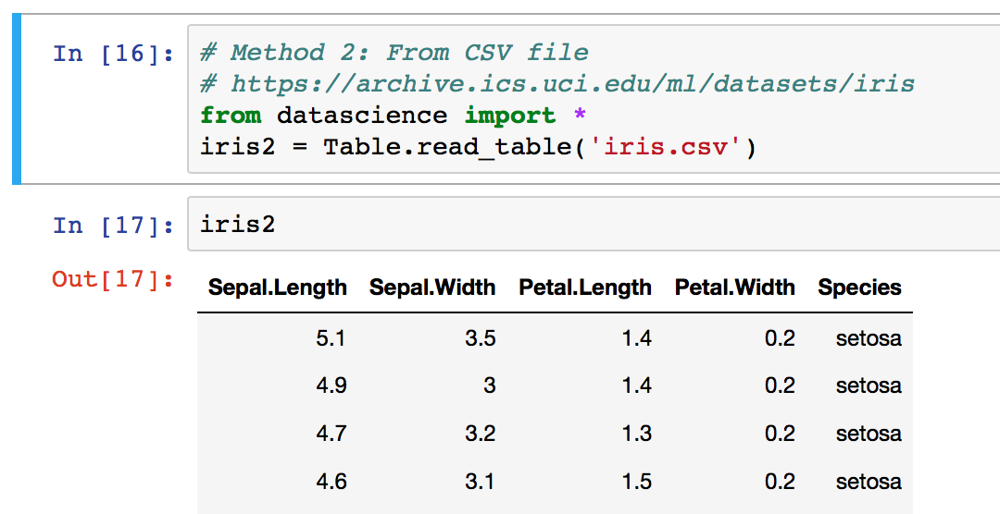 In [16]: # Method 2: From CSV file
# https://archive.ics.uci.edu/ml/datasets/iris
from datascience import *
iris2 = Table.read_table('iris.csv')
In [17]: iris2
Out[17]:
Sepal.Length Sepal.Width Petal.Length Petal.Width Species
5.1 3.5 1.4 0.2 setosa
4.9 3 1.4 0.2 setosa
4.7 3.2 1.3 0.2 setosa
4.6 3.1 1.5 0.2 setosa